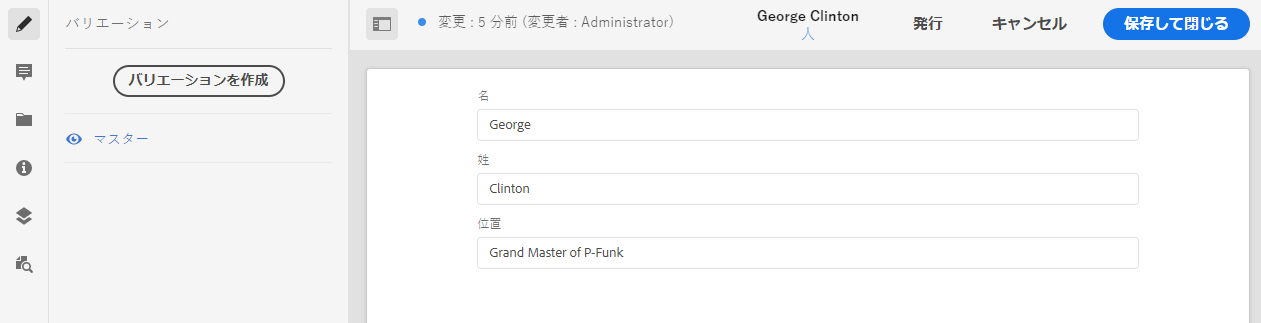 バリエーション
バリエーションを作成
マスター
変更 : 5 分前 (変更者 : Administrator)
George Clinton
人
発行
キャンセル
保存して閉じる
名
George
姓
Clinton
位置
Grand Master of P-Funk